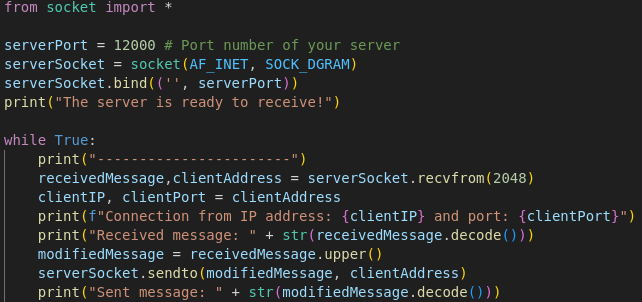 from socket import *

serverPort = 12000 # Port number of your server
serverSocket = socket(AF_INET, SOCK_DGRAM)
serverSocket.bind(('', serverPort))
print("The server is ready to receive!")

while True:
    print("-----------------------")
    receivedMessage,clientAddress = serverSocket.recvfrom(2048)
    clientIP, clientPort = clientAddress
    print(f"Connection from IP address: {clientIP} and port: {clientPort}")
    print("Received message: " + str(receivedMessage.decode()))
    modifiedMessage = receivedMessage.upper()
    serverSocket.sendto(modifiedMessage, clientAddress)
    print("Sent message: " + str(modifiedMessage.decode()))